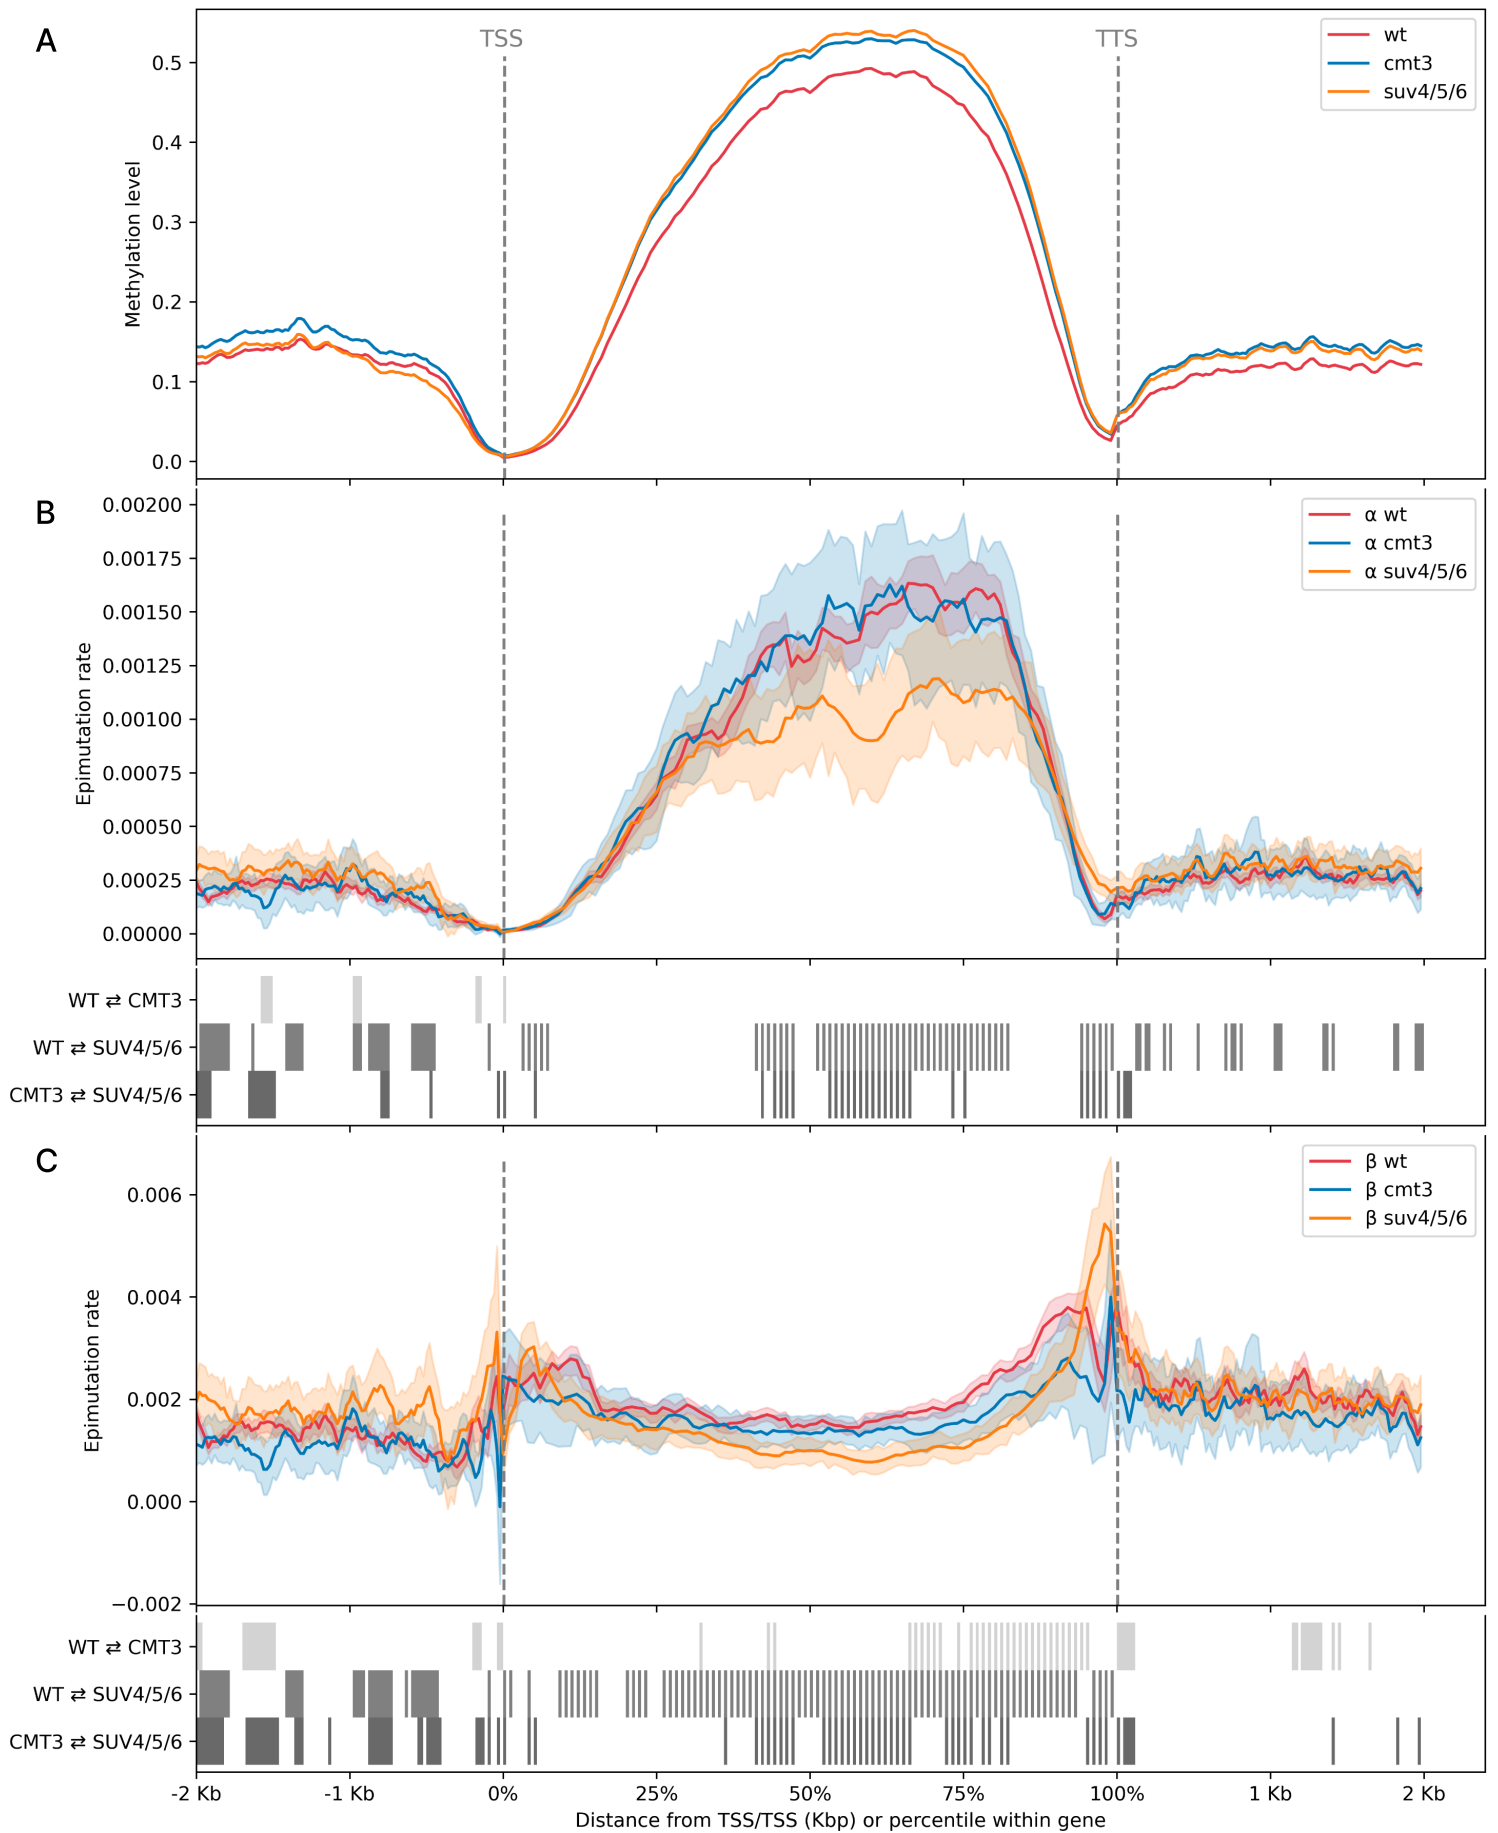 A
TSS
TTS
wt
cmt3
suv4/5/6
0.5
0.4
0.3
0.2
0.1
0.0
Methylation level
B
α wt
α cmt3
α suv4/5/6
0.00200
0.00175
0.00150
0.00125
0.00100
0.00075
0.00050
0.00025
0.00000
Epimutation rate
WT ⇄ CMT3
WT ⇄ SUV4/5/6
CMT3 ⇄ SUV4/5/6
C
β wt
β cmt3
β suv4/5/6
0.006
0.004
0.002
0.000
−0.002
Epimutation rate
WT ⇄ CMT3
WT ⇄ SUV4/5/6
CMT3 ⇄ SUV4/5/6
-2 Kb -1 Kb 0% 25% 50% 75% 100% 1 Kb 2 Kb
Distance from TSS/TSS (Kbp) or percentile within gene